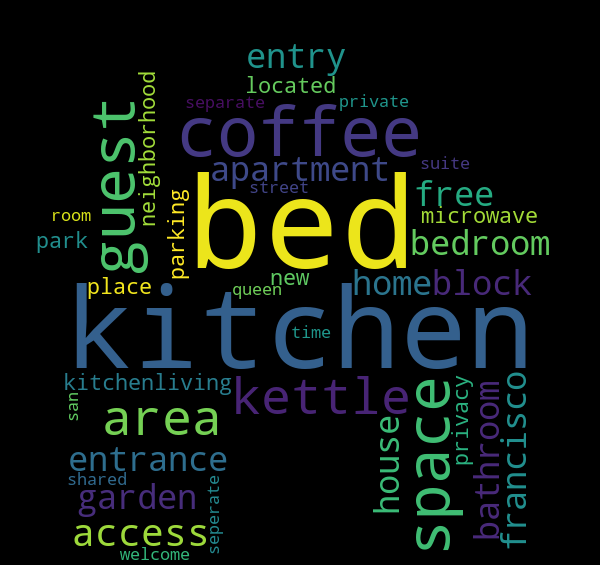 entry
located
separate
private
coffee
guest
neighborhood
apartment
suite
street
bed
free
parking
room
microwave
park
bedroom
new
place
queen
home
block
kitchen
time
kitchenliving
kettle
san
area
space
privacy
bathroom
francisco
house
entrance
shared
garden
seperate
access
welcome